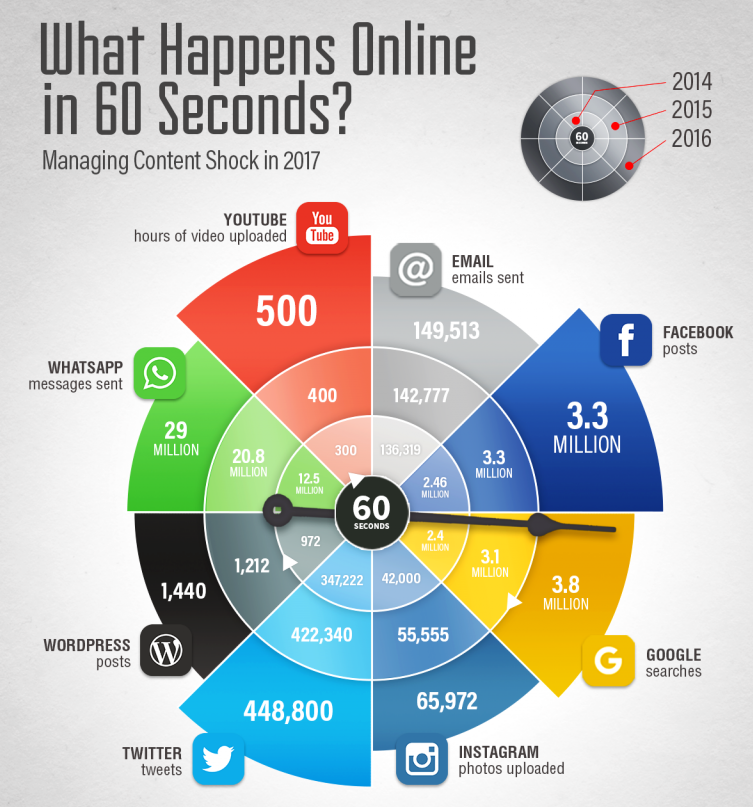 What Happens Online
in 60 Seconds?
Managing Content Shock in 2017
2014
2015
2016
60
SECONDS
YOUTUBE
hours of video uploaded
You
Tube
500
400
300
@
EMAIL
emails sent
149,513
142,777
136,319
f
FACEBOOK
posts
3.3
MILLION
3.3
MILLION
2.46
MILLION
WHATSAPP
messages sent
29
MILLION
20.8
MILLION
12.5
MILLION
60
SECONDS
972
1,212
1,440
WORDPRESS
posts
W
2.4
MILLION
3.1
MILLION
3.8
MILLION
G
GOOGLE
searches
347,222
422,340
448,800
TWITTER
tweets
42,000
55,555
65,972
INSTAGRAM
photos uploaded